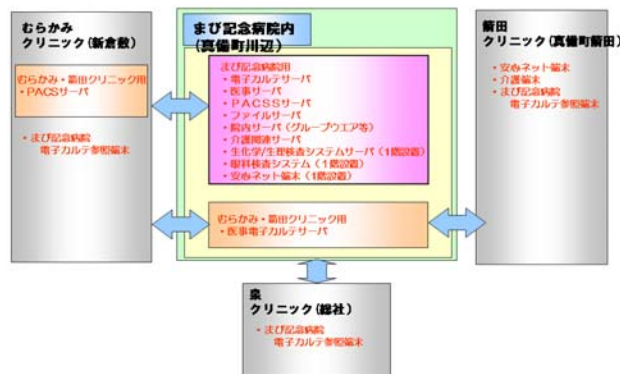 むらかみ
クリニック(新倉敷)
むらかみ・箭田クリニック用
・PACSサーバ
・まび記念病院
電子カルテ参照端末
まび記念病院内
(真備町川辺)
まび記念病院用
・電子カルテサーバ
・医事サーバ
・PACSSサーバ
・ファイルサーバ
・院内サーバ(グループウエア等)
・介護関連サーバ
・生化学/生理検査システムサーバ(1階設置)
・眼科検査システム(1階設置)
・安心ネット端末(1階設置)
むらかみ・箭田クリニック用
・医事電子カルテサーバ
箭田
クリニック(真備町箭田)
・安心ネット端末
・介護端末
・まび記念病院
電子カルテ参照端末
泉
クリニック(総社)
・まび記念病院
電子カルテ参照端末